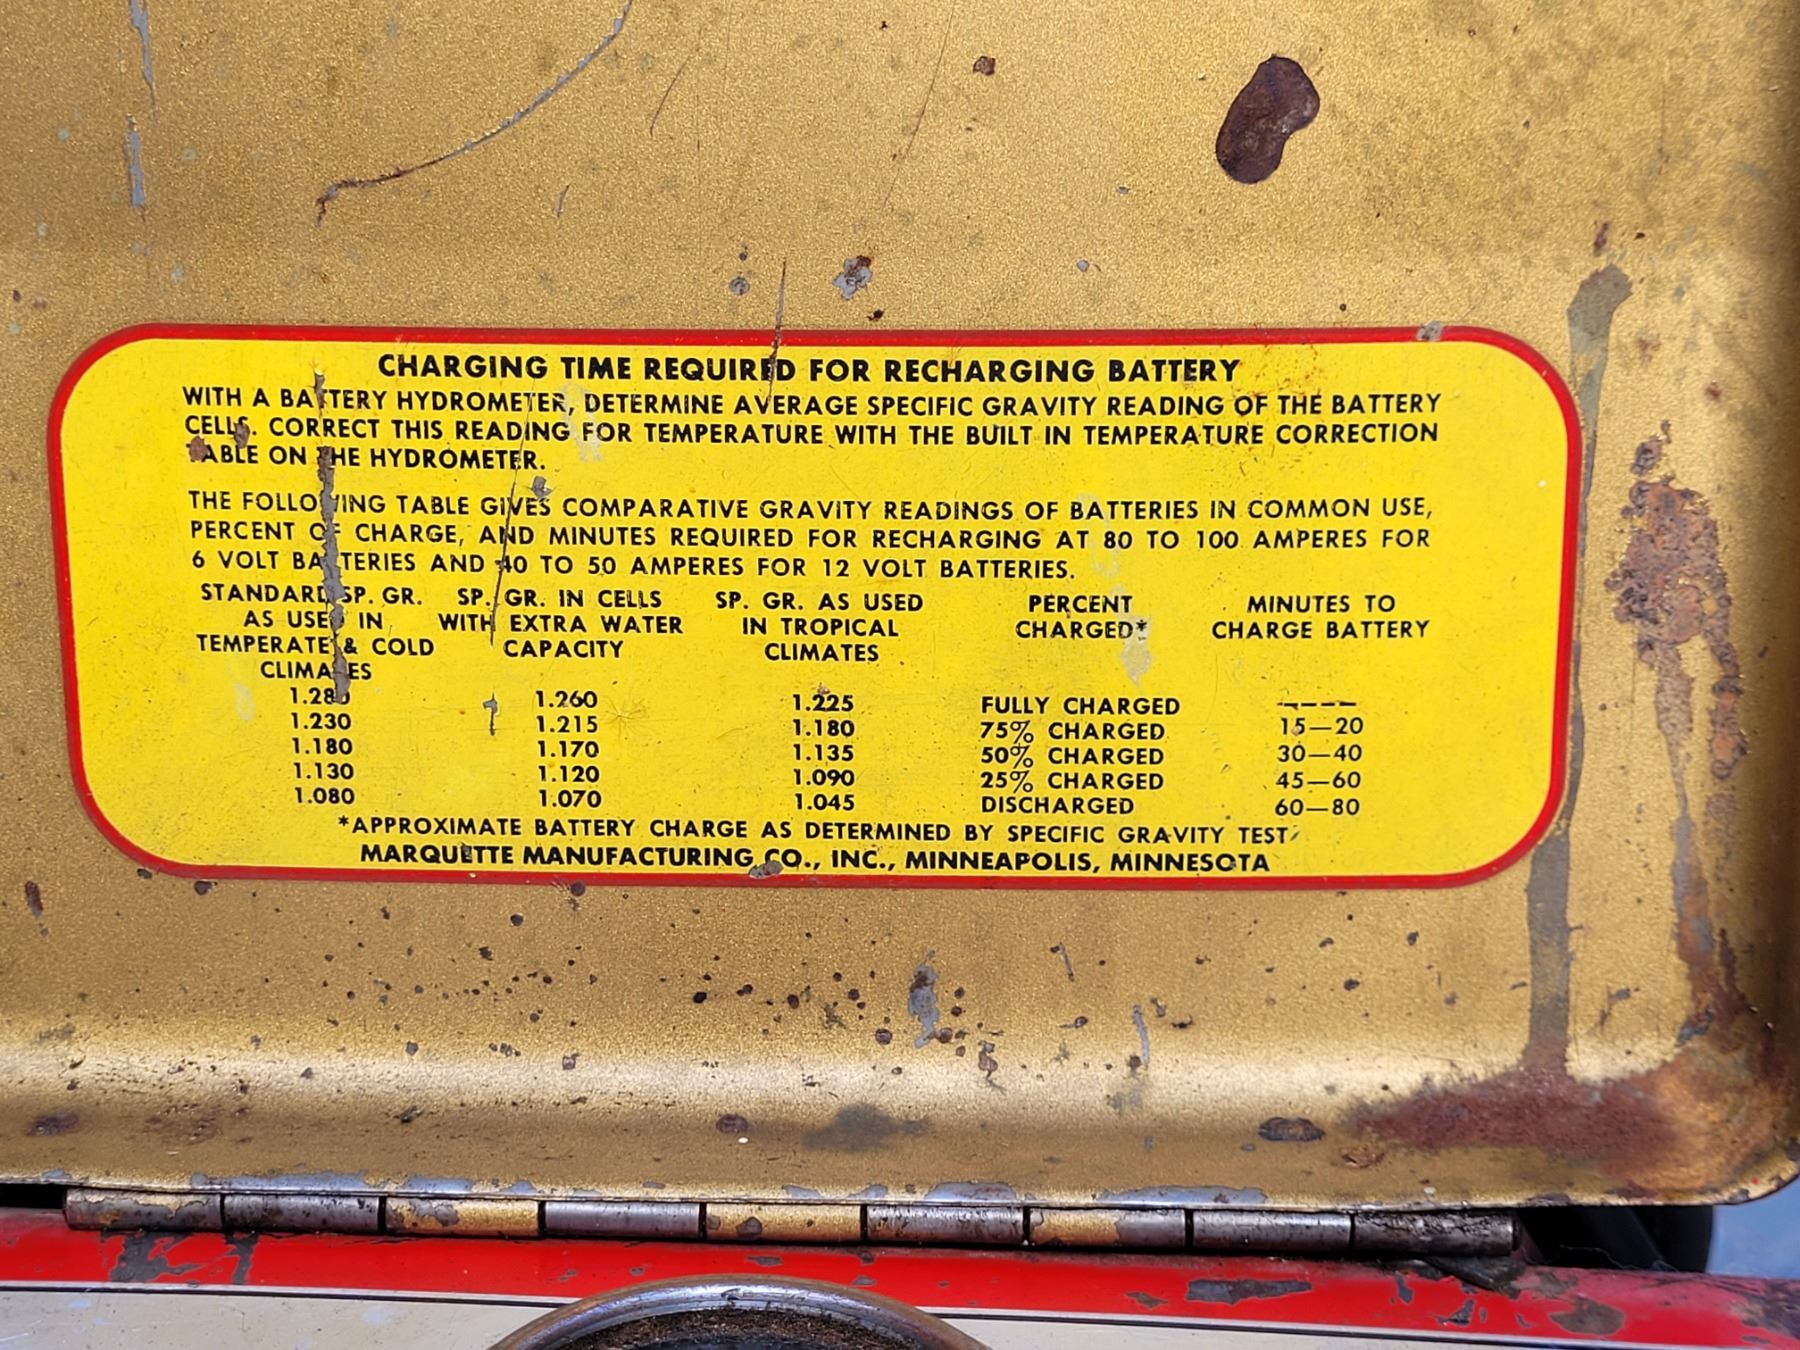 CHARGING TIME REQUIRED FOR RECHARGING BATTERY
WITH A BATTERY HYDROMETER, DETERMINE AVERAGE SPECIFIC GRAVITY READING OF THE BATTERY
CELLS. CORRECT THIS READING FOR TEMPERATURE WITH THE BUILT IN TEMPERATURE CORRECTION
TABLE ON THE HYDROMETER.
THE FOLLOWING TABLE GIVES COMPARATIVE GRAVITY READINGS OF BATTERIES IN COMMON USE,
PERCENT OF CHARGE, AND MINUTES REQUIRED FOR RECHARGING AT 80 TO 100 AMPERES FOR
6 VOLT BATTERIES AND 40 TO 50 AMPERES FOR 12 VOLT BATTERIES.
STANDARD SP. GR. SP. GR. IN CELLS SP. GR. AS USED PERCENT MINUTES TO
AS USED IN WITH EXTRA WATER IN TROPICAL CHARGED* CHARGE BATTERY
TEMPERATE & COLD CAPACITY CLIMATES
CLIMATES
1.280 1.260 1.225 FULLY CHARGED -----
1.230 1.215 1.180 75% CHARGED 15—20
1.180 1.170 1.135 50% CHARGED 30—40
1.130 1.120 1.090 25% CHARGED 45—60
1.080 1.070 1.045 DISCHARGED 60—80
*APPROXIMATE BATTERY CHARGE AS DETERMINED BY SPECIFIC GRAVITY TEST
MARQUETTE MANUFACTURING CO., INC., MINNEAPOLIS, MINNESOTA